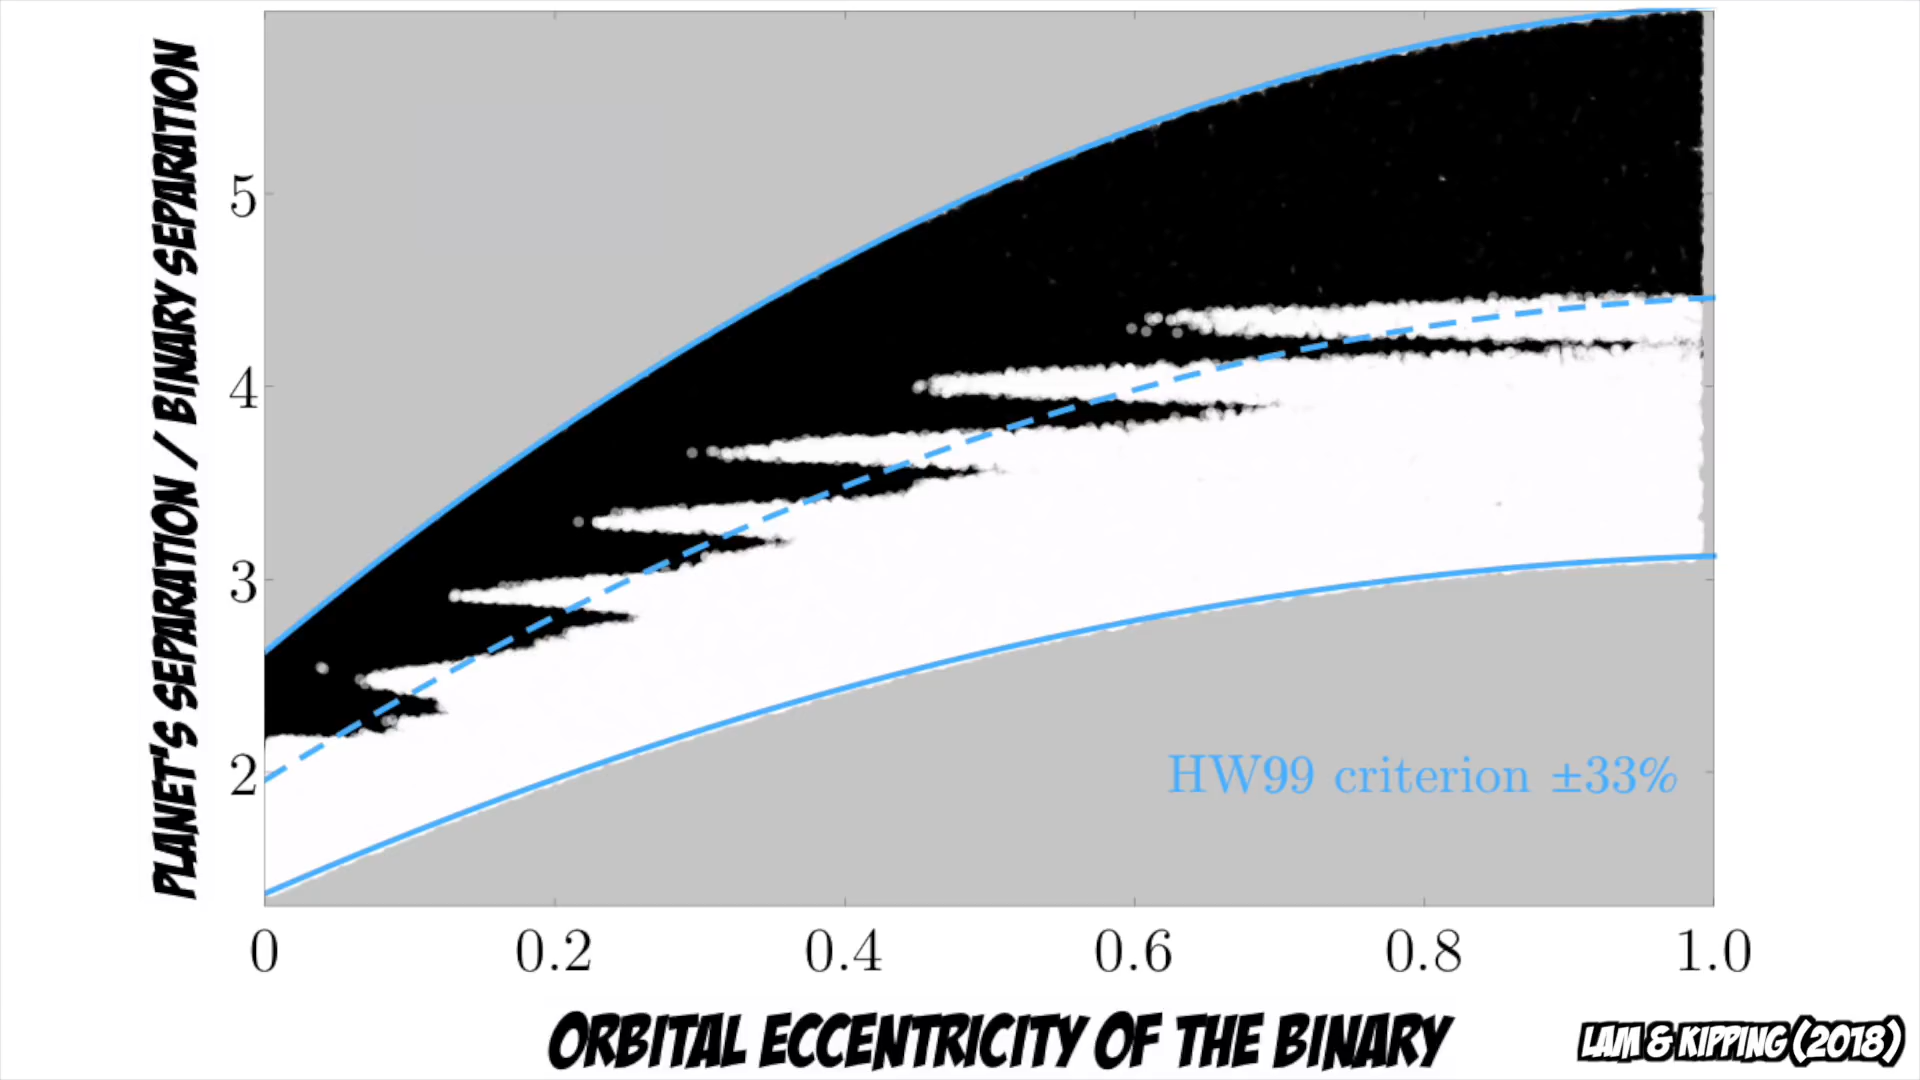 PLANET'S SEPARATION / BINARY SEPARATION
5
4
3
2
HW99 criterion ±33%
0 0.2 0.4 0.6 0.8 1.0
ORBITAL ECCENTRICITY OF THE BINARY
LAM & KIPPING (2018)